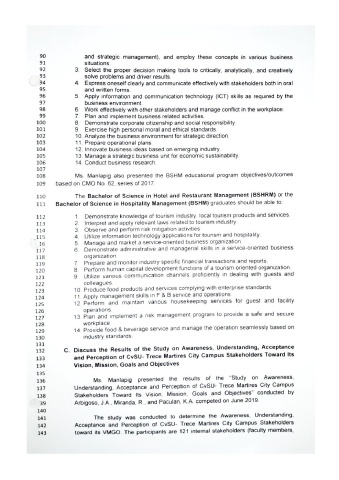 90 and strategic management), and employ these concepts in various business
91 situations
92 3. Select the proper decision making tools to critically, analytically, and creatively
93 solve problems and driver results.
94 4. Express oneself clearly and communicate effectively with stakeholders both in oral
95 and written forms.
96 5. Apply information and communication technology (ICT) skills as required by the
97 business environment
98 6. Work effectively with other stakeholders and manage conflict in the workplace.
99 7. Plan and implement business related activities.
100 8. Demonstrate corporate citizenship and social responsibility.
101 9. Exercise high personal moral and ethical standards.
102 10. Analyze the business environment for strategic direction.
103 11. Prepare operational plans.
104 12. Innovate business ideas based on emerging industry.
105 13. Manage a strategic business unit for economic sustainability.
106 14. Conduct business research.
107
108 Ms. Manlapig also presented the BSHM educational program objectives/outcomes
109 based on CMO No. 62, series of 2017.
110 The Bachelor of Science in Hotel and Restaurant Management (BSHRM) or the
111 Bachelor of Science in Hospitality Management (BSHM) graduates should be able to:
112 1. Demonstrate knowledge of tourism industry, local tourism products and services.
113 2. Interpret and apply relevant laws related to tourism industry.
114 3. Observe and perform risk mitigation activities.
115 4. Utilize information technology applications for tourism and hospitality.
16 5. Manage and market a service-oriented business organization.
117 6. Demonstrate administrative and managerial skills in a service-oriented business
118 organization
119 7. Prepare and monitor industry specific financial transactions and reports.
120 8. Perform human capital development functions of a tourism oriented organization.
121 9. Utilize various communication channels proficiently in dealing with guests and
122 colleagues
123 10. Produce food products and services complying with enterprise standards
124 11. Apply management skills in F & B service and operations
125 12. Perform and maintain various housekeeping services for guest and facility
126 operations
127 13. Plan and implement a risk management program to provide a safe and secure
128 workplace
129 14. Provide food & beverage service and manage the operation seamlessly based on
130 industry standards.
131
132 C. Discuss the Results of the Study on Awareness, Understanding, Acceptance
133 and Perception of CvSU- Trece Martires City Campus Stakeholders Toward its
134 Vision, Mission, Goals and Objectives
135
136 Ms. Manlapig presented the results of the "Study on Awareness,
137 Understanding, Acceptance and Perception of CvSU- Trece Martires City Campus
138 Stakeholders Toward Its Vision, Mission, Goals and Objectives" conducted by
39 Arbigoso, J.A., Miranda, R., and Paculan, K.A. competed on June 2019.
140
141 The study was conducted to determine the Awareness, Understanding,
142 Acceptance and Perception of CvSU- Trece Martires City Campus Stakeholders
143 toward its VMGO. The participants are 821 internal stakeholders (faculty members,